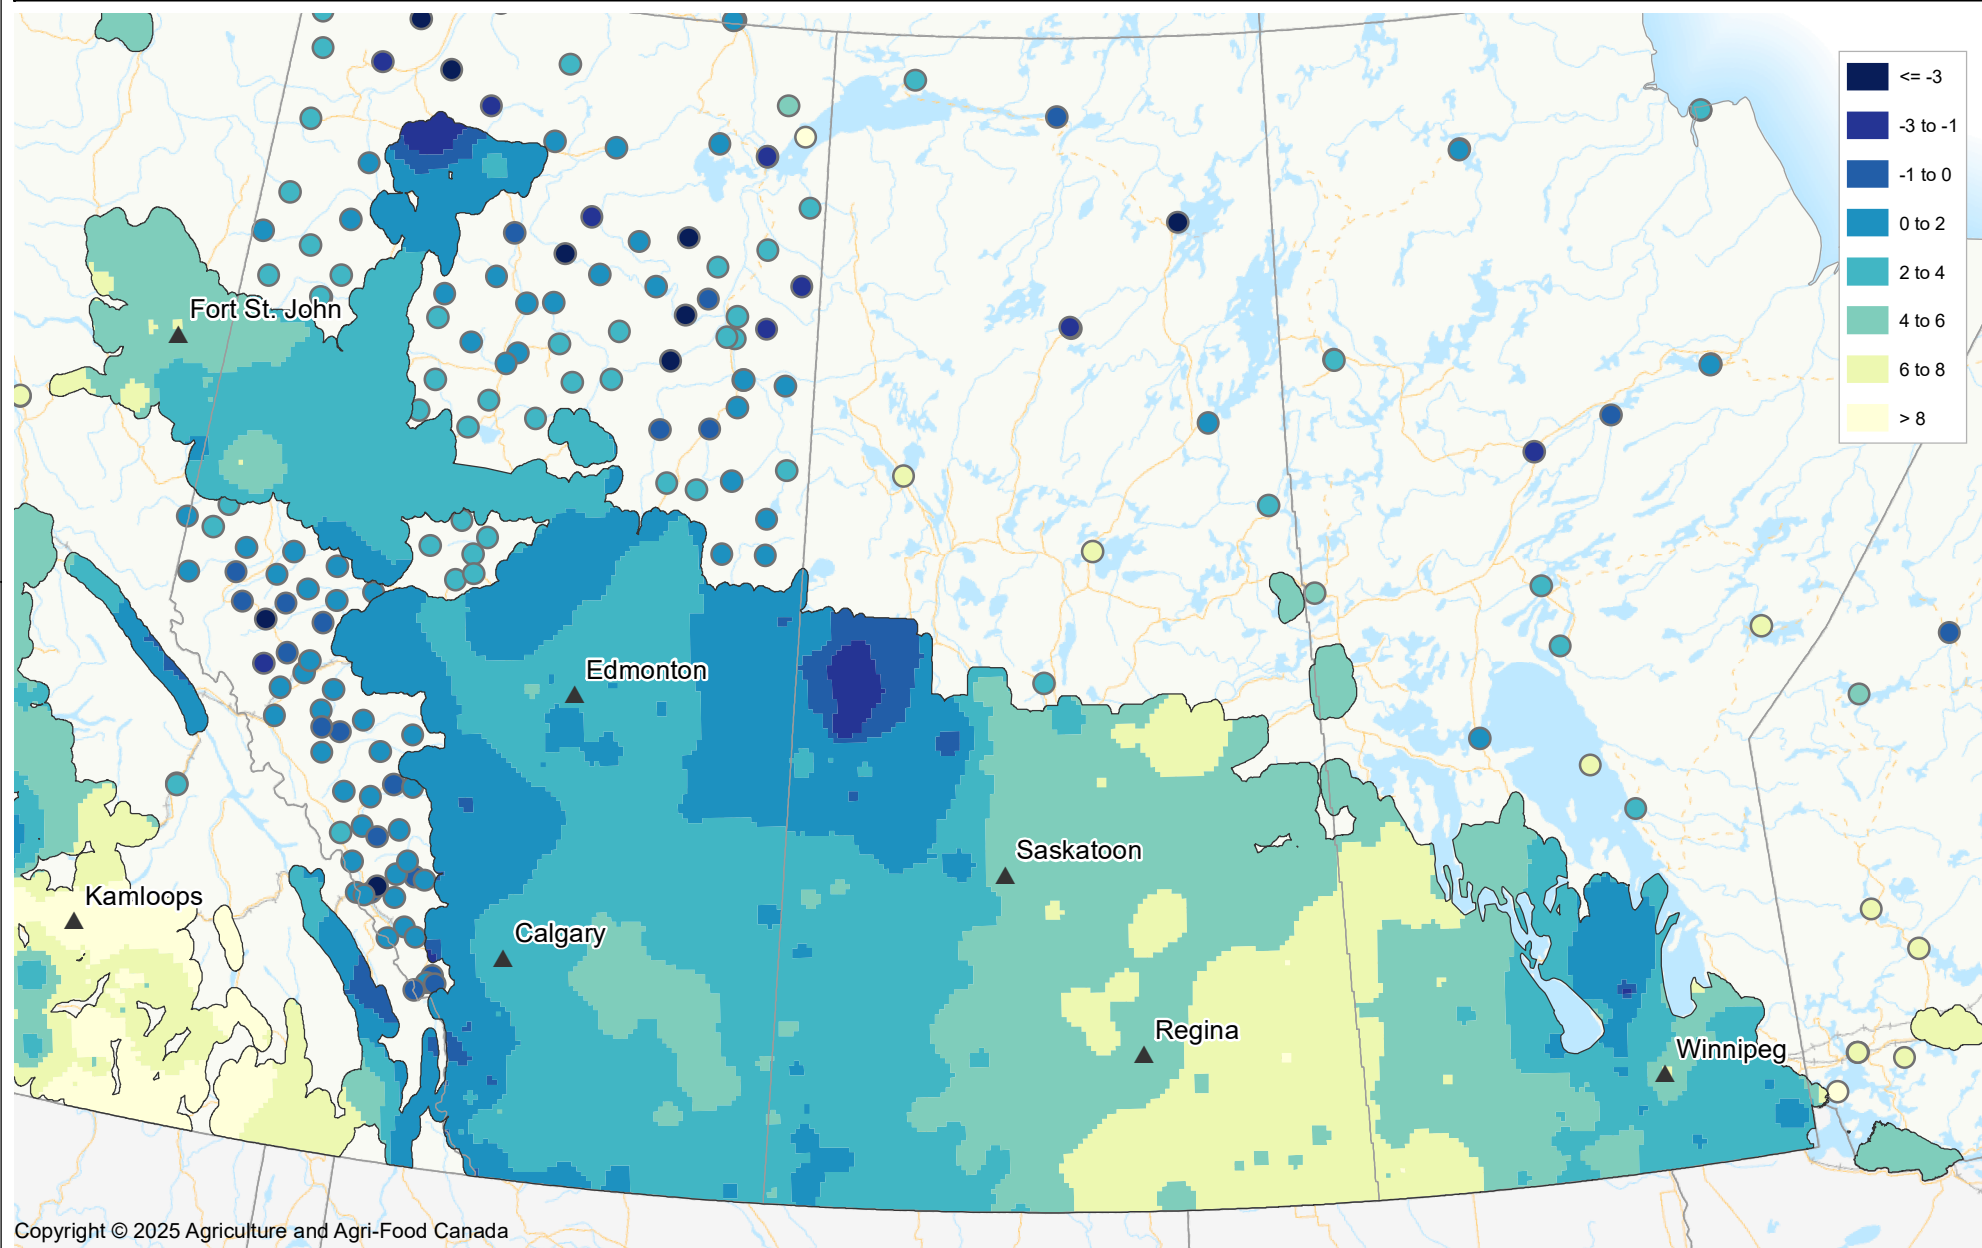 <= -3
-3 to -1
-1 to 0
0 to 2
2 to 4
4 to 6
6 to 8
> 8
Fort St. John
Edmonton
Saskatoon
Kamloops
Calgary
Regina
Winnipeg
Copyright © 2025 Agriculture and Agri-Food Canada